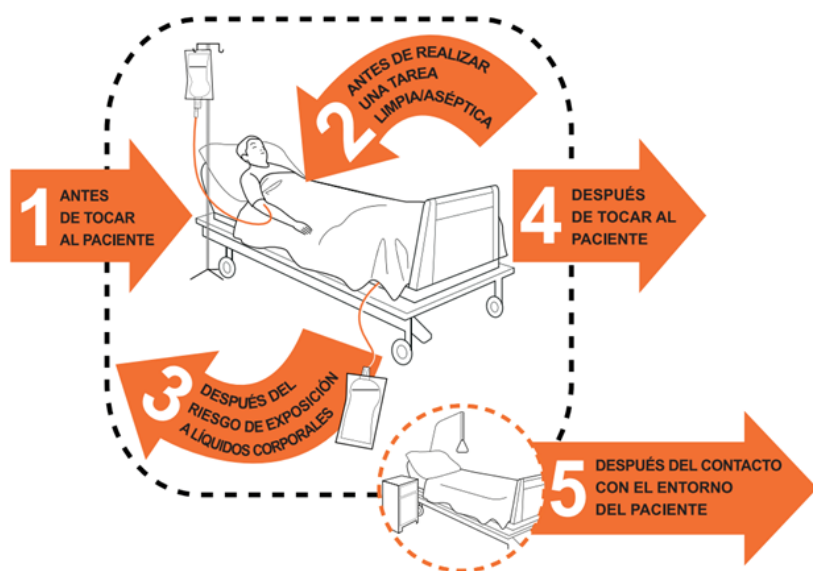 1
ANTES
DE TOCAR
AL PACIENTE
2
ANTES DE REALIZAR
UNA TAREA
LIMPIA/ASÉPTICA
3
DESPUÉS DEL
RIESGO DE EXPOSICIÓN
A LÍQUIDOS CORPORALES
4
DESPUÉS
DE TOCAR AL
PACIENTE
5
DESPUÉS DEL CONTACTO
CON EL ENTORNO
DEL PACIENTE